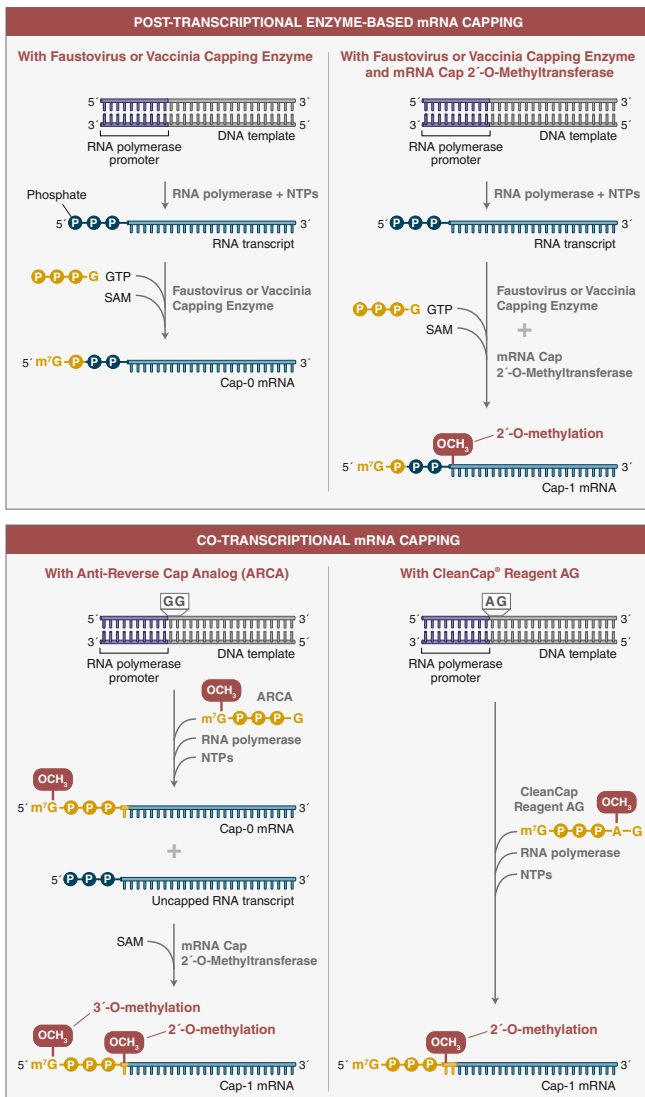 POST-TRANSCRIPTIONAL ENZYME-BASED mRNA CAPPING
With Faustovirus or Vaccinia Capping Enzyme
5´ 3´
3´ 5´
DNA template
RNA polymerase
promoter
RNA polymerase + NTPs
Phosphate
5´ P P P 3´
RNA transcript
P P P G GTP
SAM
Faustovirus or Vaccinia
Capping Enzyme
5´ m⁷G P P P 3´
Cap-0 mRNA
With Faustovirus or Vaccinia Capping Enzyme
and mRNA Cap 2´-O-Methyltransferase
5´ 3´
3´ 5´
DNA template
RNA polymerase
promoter
RNA polymerase + NTPs
5´ P P P 3´
RNA transcript
P P P G GTP
SAM
Faustovirus or Vaccinia
Capping Enzyme
+
mRNA Cap
2´-O-Methyltransferase
OCH₃ 2´-O-methylation
5´ m⁷G P P P 3´
Cap-1 mRNA
CO-TRANSCRIPTIONAL mRNA CAPPING
With Anti-Reverse Cap Analog (ARCA)
GG
5´ 3´
3´ 5´
DNA template
RNA polymerase
promoter
OCH₃ ARCA
m⁷G P P P G
RNA polymerase
NTPs
OCH₃
5´ m⁷G P P P 3´
Cap-0 mRNA
+
5´ P P P 3´
Uncapped RNA transcript
SAM
mRNA Cap
2´-O-Methyltransferase
3´-O-methylation
OCH₃ OCH₃ 2´-O-methylation
5´ m⁷G P P P 3´
Cap-1 mRNA
With CleanCap® Reagent AG
AG
5´ 3´
3´ 5´
DNA template
RNA polymerase
promoter
CleanCap
Reagent AG
OCH₃
m⁷G P P P A G
RNA polymerase
NTPs
OCH₃ 2´-O-methylation
5´ m⁷G P P P 3´
Cap-1 mRNA